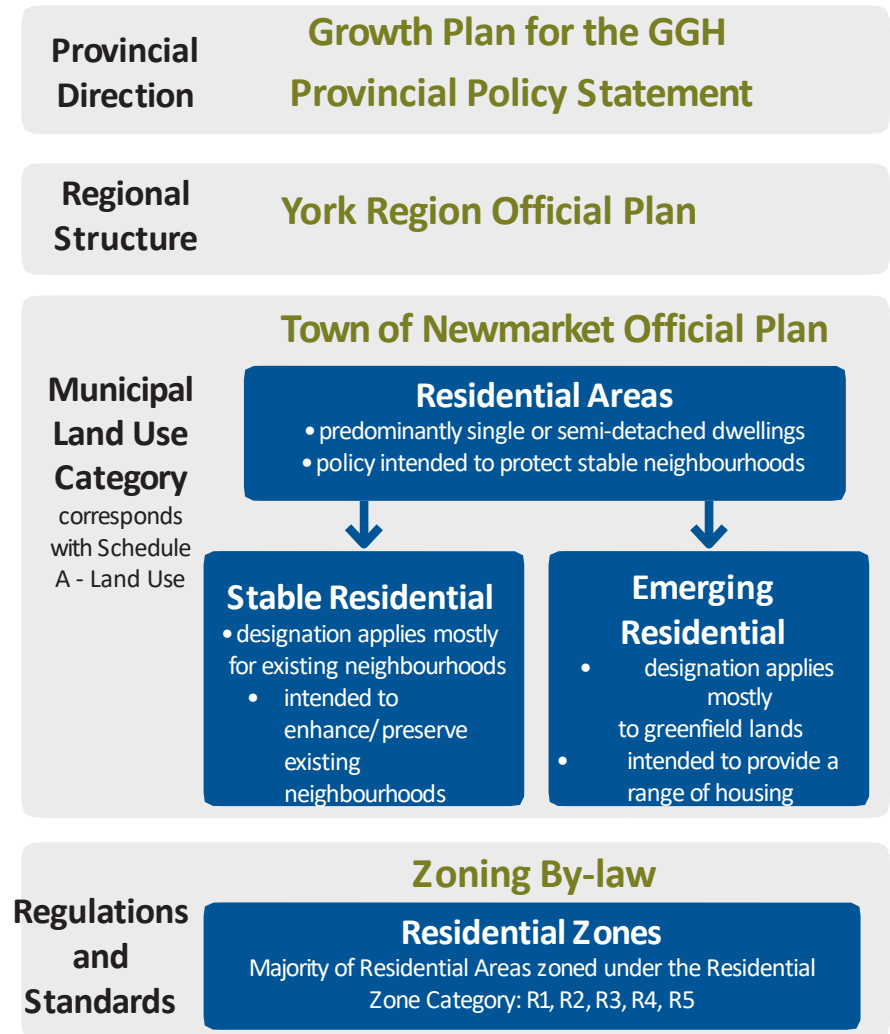 Provincial
Direction
Growth Plan for the GGH
Provincial Policy Statement
Regional
Structure
York Region Official Plan
Town of Newmarket Official Plan
Municipal
Land Use
Category
corresponds
with Schedule
A - Land Use
Residential Areas
• predominantly single or semi-detached dwellings
• policy intended to protect stable neighbourhoods
Stable Residential
• designation applies mostly
for existing neighbourhoods
• intended to
enhance/ preserve
existing
neighbourhoods
Emerging
Residential
• designation applies
mostly
to greenfield lands
• intended to provide a
range of housing
Zoning By-law
Regulations
and
Standards
Residential Zones
Majority of Residential Areas zoned under the Residential
Zone Category: R1, R2, R3, R4, R5